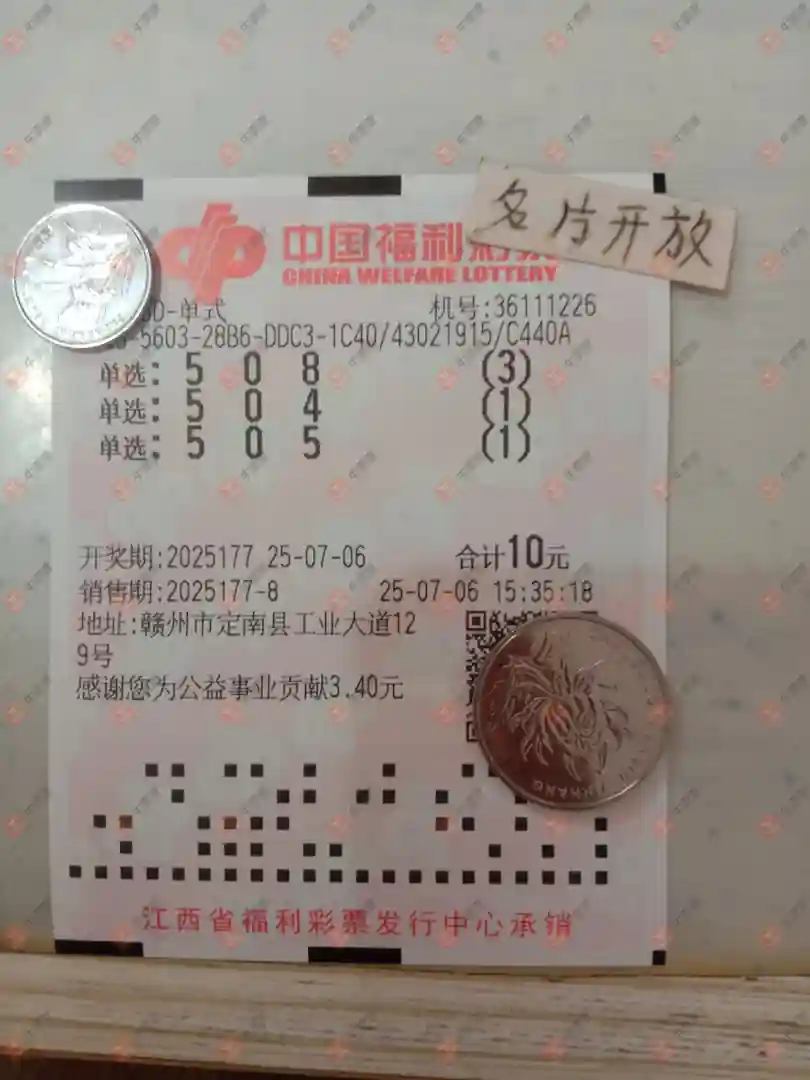 名片开放
中国福利彩票
CHINA WELFARE LOTTERY
3D-单式 机号:36111226
5603-28B6-DDC3-1C40/43021915/C440A
单选: 5 0 8 (3)
单选: 5 0 4 (1)
单选: 5 0 5 (1)
开奖期:2025177 25-07-06 合计10元
销售期:2025177-8 25-07-06 15:35:18
地址:赣州市定南县工业大道12
9号
感谢您为公益事业贡献3.40元
江西省福利彩票发行中心承销